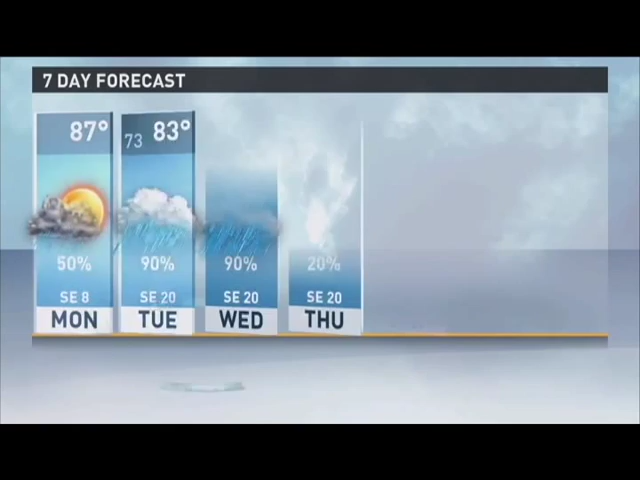 7 DAY FORECAST
87°
73 83°
50% 90% 90% 20%
SE 8 SE 20 SE 20 SE 20
MON TUE WED THU